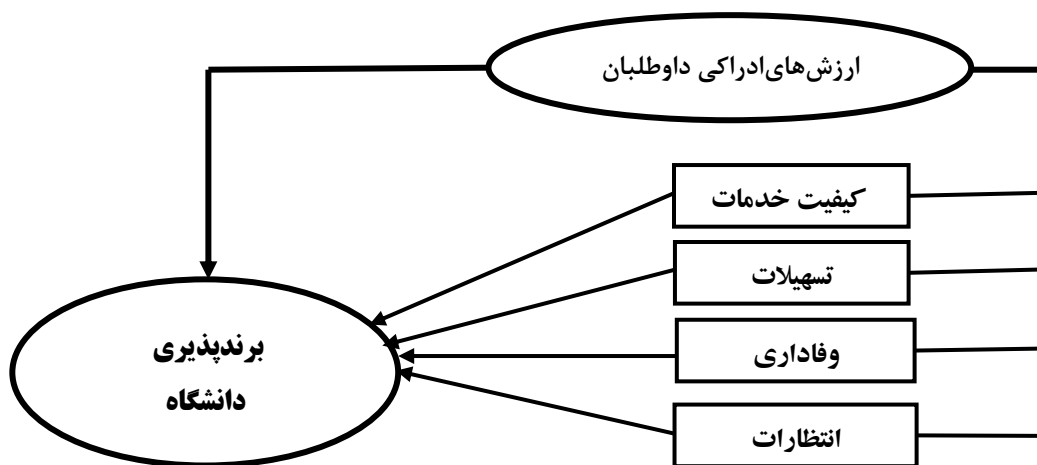 ارزش‌های‌ادراکی داوطلبان
کیفیت خدمات
تسهیلات
وفاداری
انتظارات
برندپذیری
دانشگاه